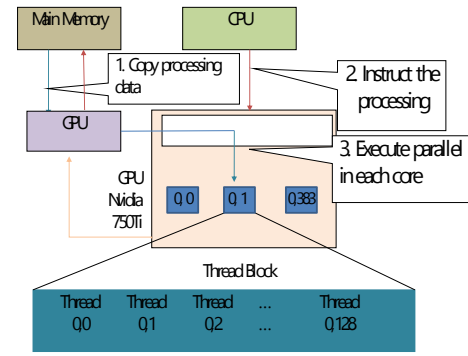 Main Memory
CPU
1. Copy processing
data
2. Instruct the
processing
GPU
3. Execute parallel
in each core
GPU
Nvidia
750Ti
0,0
0,1
0,383
Thread Block
Thread Thread Thread ... Thread
0,0 0,1 0,2 ... 0,128